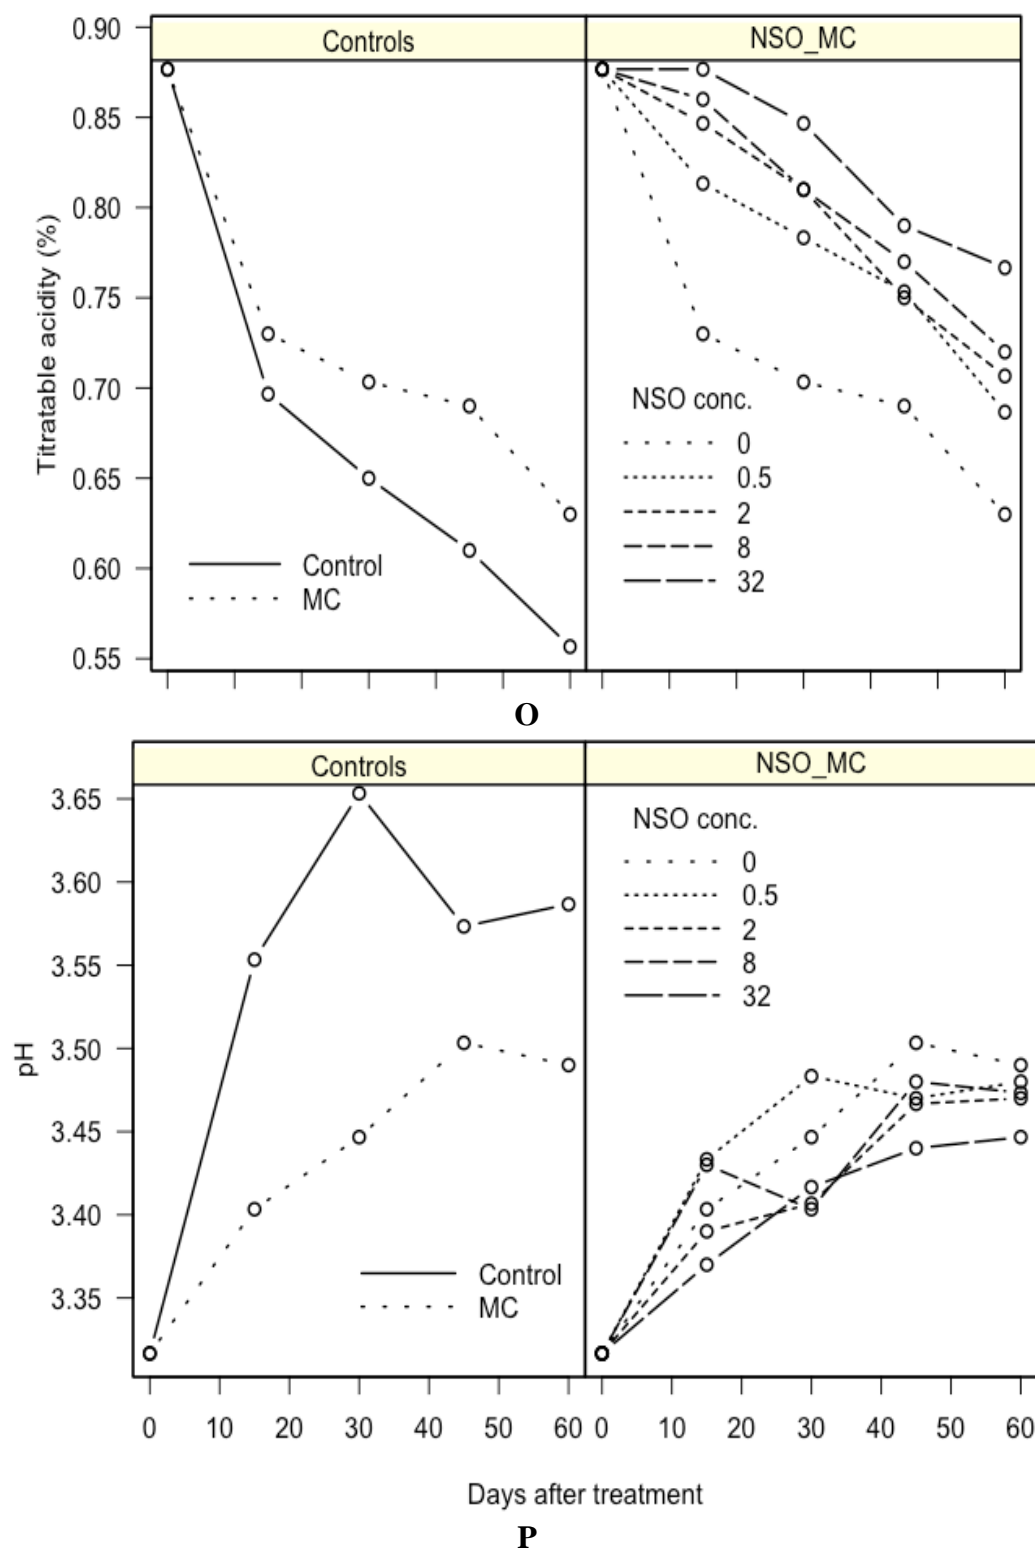 Controls
NSO_MC
0.90
0.85
0.80
0.75
0.70
0.65
0.60
0.55
Titratable acidity (%)
Control
MC
NSO conc.
0
0.5
2
8
32
O
Controls
NSO_MC
3.65
3.60
3.55
3.50
3.45
3.40
3.35
pH
Control
MC
NSO conc.
0
0.5
2
8
32
0 10 20 30 40 50 60 0 10 20 30 40 50 60
Days after treatment
P